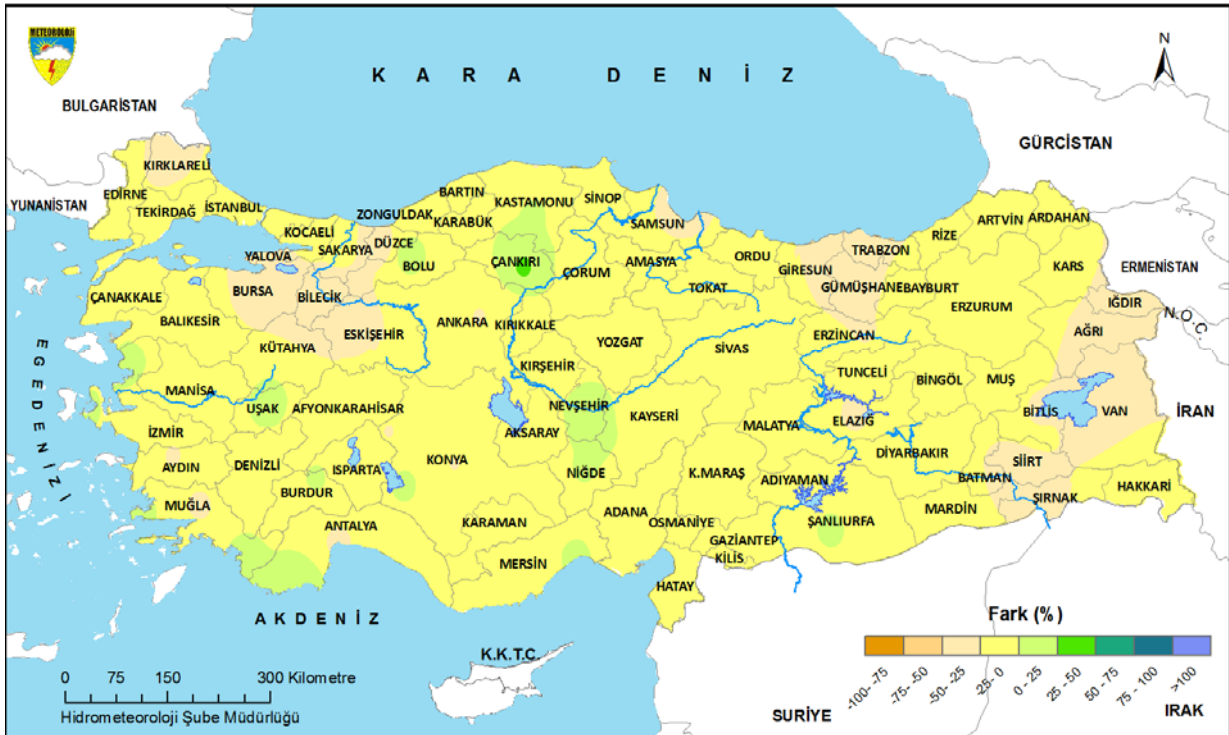 METEOROLOJİ
N
K A R A D E N İ Z
BULGARİSTAN
GÜRCİSTAN
KIRKLARELİ
EDİRNE
YUNANİSTAN
TEKİRDAĞ
İSTANBUL
KOCAELİ
ZONGULDAK
BARTIN
KARABÜK
KASTAMONU
SİNOP
SAMSUN
ARTVİN
ARDAHAN
RİZE
TRABZON
SAKARYA
DÜZCE
YALOVA
BOLU
ÇANKIRI
ÇORUM
AMASYA
ORDU
GİRESUN
KARS
ERMENİSTAN
BURSA
BİLECİK
TOKAT
GÜMÜŞHANE
BAYBURT
ERZURUM
IĞDIR
N.O.C.
ÇANAKKALE
BALIKESİR
ESKİŞEHİR
ANKARA
KIRIKKALE
YOZGAT
SİVAS
ERZİNCAN
AĞRI
KÜTAHYA
KIRŞEHİR
TUNCELİ
BİNGÖL
MUŞ
E G E D E N İ Z İ
MANİSA
UŞAK
AFYONKARAHİSAR
NEVŞEHİR
KAYSERİ
MALATYA
ELAZIĞ
BİTLİS
VAN
İRAN
İZMİR
AKSARAY
AYDIN
DENİZLİ
ISPARTA
KONYA
NİĞDE
K.MARAŞ
ADIYAMAN
DİYARBAKIR
BATMAN
SİİRT
BURDUR
MUĞLA
ŞIRNAK
HAKKARİ
ANTALYA
KARAMAN
ADANA
OSMANİYE
ŞANLIURFA
MARDİN
MERSİN
GAZİANTEP
KİLİS
HATAY
A K D E N İ Z
K.K.T.C.
SURİYE
IRAK
Fark (%)
-100--75
-75--50
-50--25
-25- 0
0 - 25
25 - 50
50 -75
75 - 100
>100
0 75 150 300 Kilometre
Hidrometeoroloji Şube Müdürlüğü